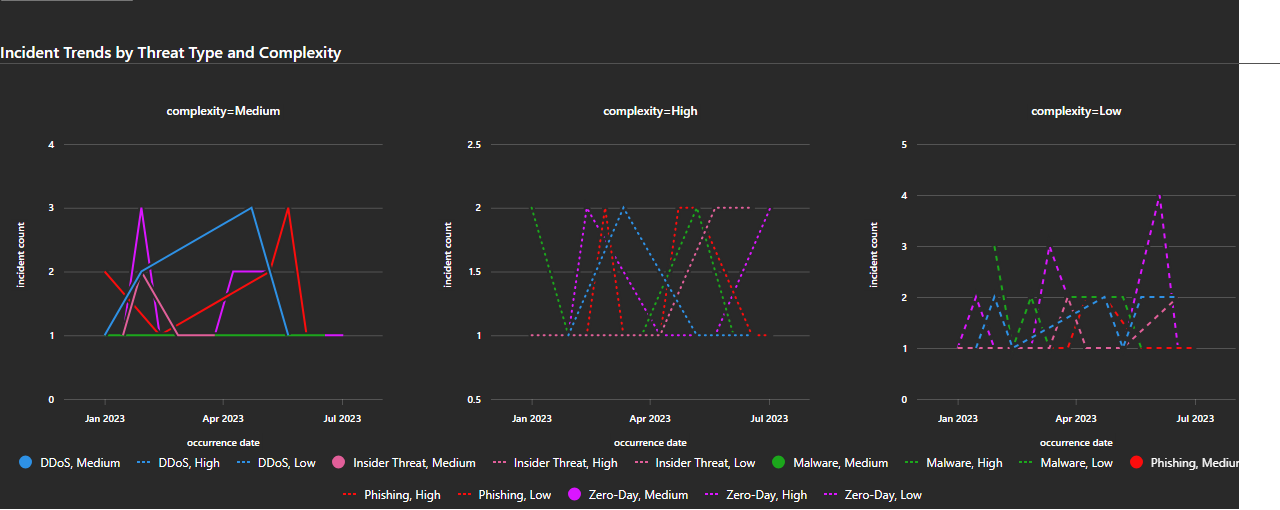 Incident Trends by Threat Type and Complexity
complexity=Medium
complexity=High
complexity=Low
4
3
2
1
0
incident count
Jan 2023
Apr 2023
Jul 2023
occurrence date
2.5
2
1.5
1
0.5
incident count
Jan 2023
Apr 2023
Jul 2023
occurrence date
5
4
3
2
1
0
incident count
Jan 2023
Apr 2023
Jul 2023
occurrence date
DDoS, Medium DDoS, High DDoS, Low Insider Threat, Medium Insider Threat, High Insider Threat, Low Malware, Medium Malware, High Malware, Low Phishing, Mediur
Phishing, High Phishing, Low Zero-Day, Medium Zero-Day, High Zero-Day, Low